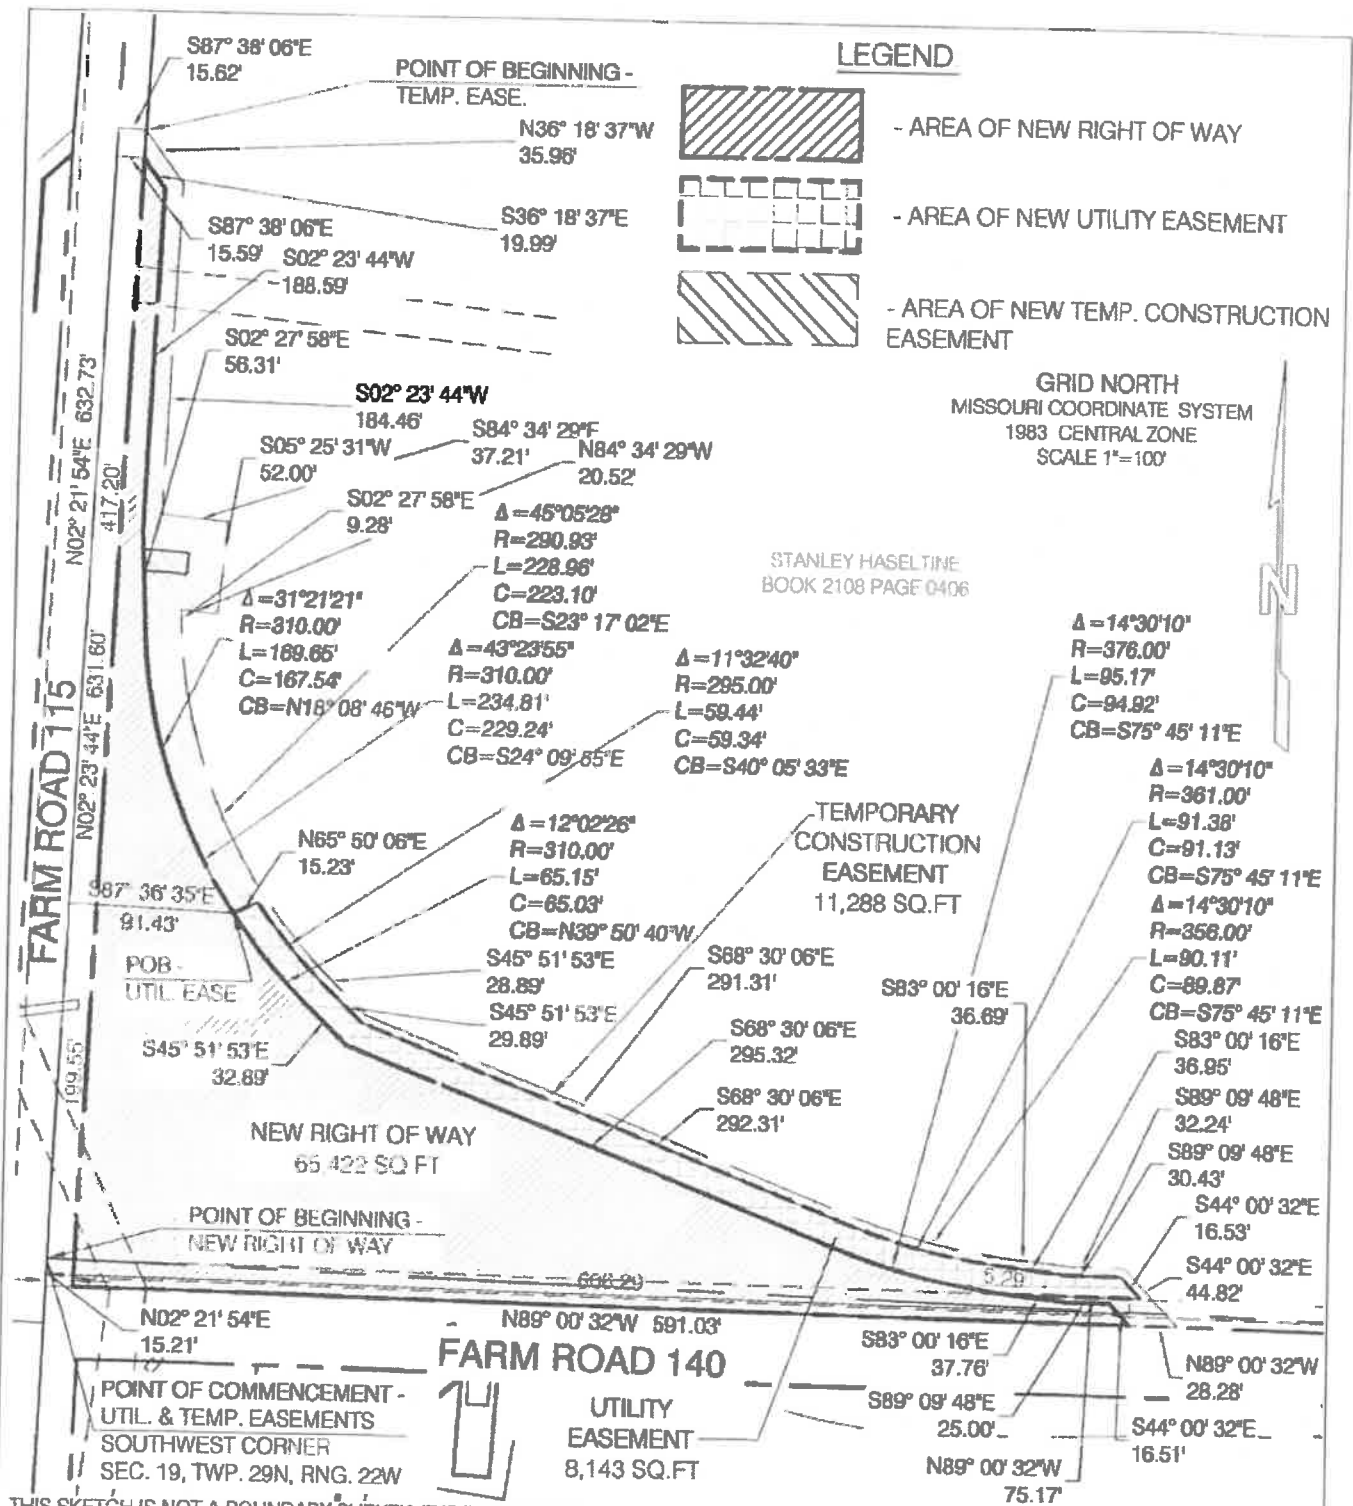 S87° 38' 06"E
15.62'
POINT OF BEGINNING -
TEMP. EASE.
N36° 18' 37"W
35.96'
S87° 38' 06"E
15.59'
S36° 18' 37"E
19.99'
S02° 23' 44"W
188.59'
S02° 27' 58"E
56.31'
S02° 23' 44"W
184.46'
S05° 25' 31"W
52.00'
S84° 34' 29"E
37.21'
N84° 34' 29"W
20.52'
S02° 27' 58"E
9.28'
LEGEND
- AREA OF NEW RIGHT OF WAY
- AREA OF NEW UTILITY EASEMENT
- AREA OF NEW TEMP. CONSTRUCTION
EASEMENT
GRID NORTH
MISSOURI COORDINATE SYSTEM
1983 CENTRAL ZONE
SCALE 1"=100'
N
STANLEY HASELTINE
BOOK 2108 PAGE 0406
N02° 21' 54"E 632.73'
417.20'
N02° 23' 44"E 631.60'
FARM ROAD 115
199.55'
Δ=45°05'28"
R=290.93'
L=228.96'
C=223.10'
CB=S23° 17' 02"E
Δ=31°21'21"
R=310.00'
L=169.65'
C=167.54'
CB=N18° 08' 46"W
Δ=43°23'55"
R=310.00'
L=234.81'
C=229.24'
CB=S24° 09' 55"E
Δ=11°32'40"
R=295.00'
L=59.44'
C=59.34'
CB=S40° 05' 33"E
Δ=14°30'10"
R=376.00'
L=95.17'
C=94.92'
CB=S75° 45' 11"E
Δ=14°30'10"
R=361.00'
L=91.38'
C=91.13'
CB=S75° 45' 11"E
Δ=14°30'10"
R=356.00'
L=90.11'
C=89.87'
CB=S75° 45' 11"E
Δ=12°02'26"
R=310.00'
L=65.15'
C=65.03'
CB=N39° 50' 40"W
N65° 50' 06"E
15.23'
S87° 36' 35"E
91.43'
POB -
UTIL. EASE
TEMPORARY
CONSTRUCTION
EASEMENT
11,288 SQ.FT
S45° 51' 53"E
28.89'
S45° 51' 53"E
29.89'
S45° 51' 53"E
32.89'
S68° 30' 06"E
291.31'
S68° 30' 06"E
295.32'
S68° 30' 06"E
292.31'
S83° 00' 16"E
36.69'
S83° 00' 16"E
36.95'
S89° 09' 48"E
32.24'
S89° 09' 48"E
30.43'
S44° 00' 32"E
16.53'
S44° 00' 32"E
44.82'
NEW RIGHT OF WAY
65,422 SQ FT
POINT OF BEGINNING -
NEW RIGHT OF WAY
5.29
N02° 21' 54"E
15.21'
N89° 00' 32"W 591.03'
FARM ROAD 140
S83° 00' 16"E
37.76'
S89° 09' 48"E
25.00'
N89° 00' 32"W
28.28'
S44° 00' 32"E
16.51'
N89° 00' 32"W
75.17'
POINT OF COMMENCEMENT -
UTIL. & TEMP. EASEMENTS
SOUTHWEST CORNER
SEC. 19, TWP. 29N, RNG. 22W
UTILITY
EASEMENT
8,143 SQ.FT
THIS SKETCH IS NOT A BOUNDARY SURVEY